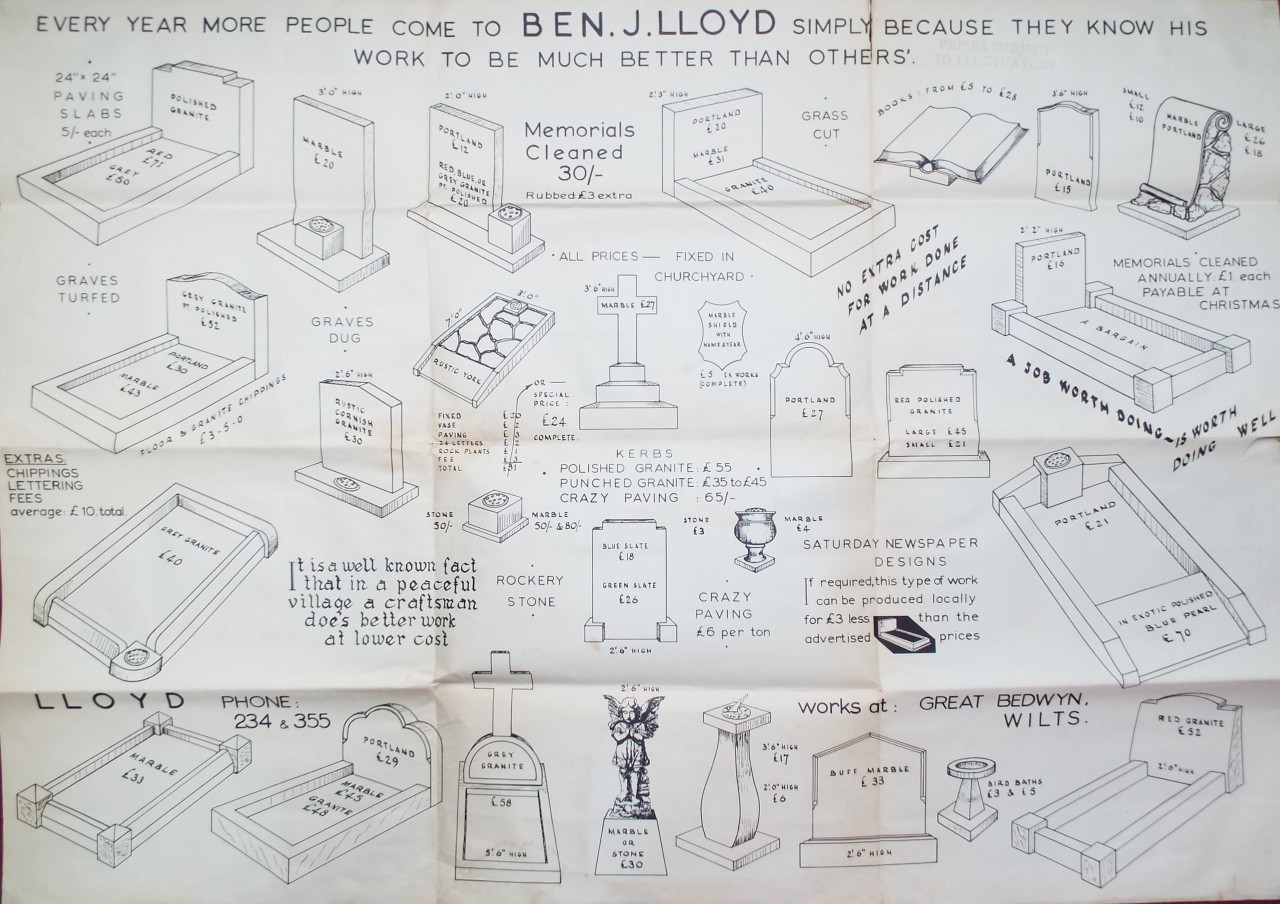 EVERY YEAR MORE PEOPLE COME TO BEN. J. LLOYD SIMPLY BECAUSE THEY KNOW HIS
WORK TO BE MUCH BETTER THAN OTHERS'.
PRICES SUBJECT
TO FLUCTUATION
24" x 24"
PAVING
SLABS
5/- each
POLISHED
GRANITE
RED
£71
GREY
£50
3' 0" HIGH
MARBLE
£20
2' 0" HIGH
PORTLAND
£12
RED, BLUE, OR
GREY GRANITE
PT. POLISHED
£20
Memorials
Cleaned
30/-
Rubbed £3 extra
2' 3" HIGH
PORTLAND
£20
MARBLE
£31
GRANITE
£40
GRASS
CUT
BOOKS: FROM £5 TO £25
3'6" HIGH
PORTLAND
£15
SMALL
£12
£10
MARBLE
PORTLAND
LARGE
£26
£18
GRAVES
TURFED
GREY GRANITE
PT. POLISHED
£52
PORTLAND
£30
MARBLE
£43
FLOOR & GRANITE CHIPPINGS
£3-5-0
GRAVES
DUG
ALL PRICES — FIXED IN
CHURCHYARD
7' 0"
3' 0"
RUSTIC YORK
3' 6" HIGH
MARBLE £27
MARBLE
SHIELD
WITH
NAME & YEAR
£5 EX WORKS
(COMPLETE)
NO EXTRA COST
FOR WORK DONE
AT A DISTANCE
2' 2" HIGH
PORTLAND
£16
A BARGAIN
MEMORIALS CLEANED
ANNUALLY: £1 each
PAYABLE AT
CHRISTMAS
A JOB WORTH DOING ~ IS WORTH
DOING WELL
2' 6" HIGH
RUSTIC
CORNISH
GRANITE
£30
FIXED £20
VASE £2
PAVING £3
24 LETTERS £2
ROCK PLANTS £1
FEE £3
TOTAL £31
OR —
SPECIAL
PRICE:
£24
COMPLETE
4' 6" HIGH
PORTLAND
£27
RED POLISHED
GRANITE
LARGE £45
SMALL £21
EXTRAS:
CHIPPINGS
LETTERING
FEES
average: £10. total.
KERBS
POLISHED GRANITE: £55
PUNCHED GRANITE: £35 to £45
CRAZY PAVING : 65/-
GREY GRANITE
£40
STONE
50/-
MARBLE
50/- & 80/-
BLUE SLATE
£18
GREEN SLATE
£26
2' 6" HIGH
STONE
£3
MARBLE
£4
PORTLAND
£21
IN EXOTIC POLISHED
BLUE PEARL
£70
It is a well known fact
that in a peaceful
village a craftsman
does better work
at lower cost
ROCKERY
STONE
CRAZY
PAVING
£6 per ton
SATURDAY NEWSPAPER
DESIGNS
If required, this type of work
can be produced locally
for £3 less than the
advertised prices
LLOYD PHONE:
234 & 355
works at: GREAT BEDWYN,
WILTS.
MARBLE
£33
PORTLAND
£29
MARBLE
£45
GRANITE
£48
GREY
GRANITE
£58
5' 6" HIGH
2' 6" HIGH
MARBLE
OR
STONE
£30
3' 6" HIGH
£17
2' 0" HIGH
£6
BUFF MARBLE
£33
2' 6" HIGH
BIRD BATHS
£3 & £5
RED GRANITE
£52
2' 6" HIGH